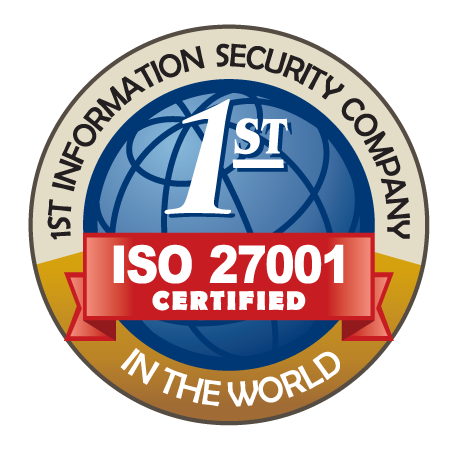 1ST INFORMATION SECURITY COMPANY
1ST
ISO 27001
CERTIFIED
IN THE WORLD